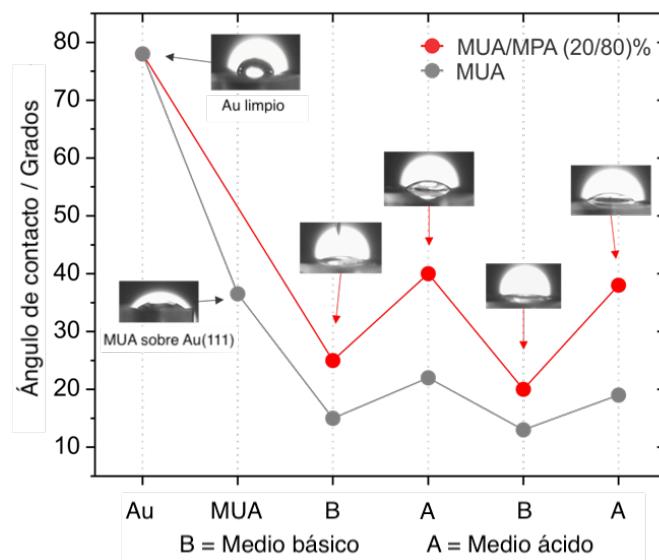 Ángulo de contacto / Grados
80
70
60
50
40
30
20
10
MUA/MPA (20/80)%
MUA
Au limpio
MUA sobre Au(111)
Au MUA B A B A
B = Medio básico A = Medio ácido